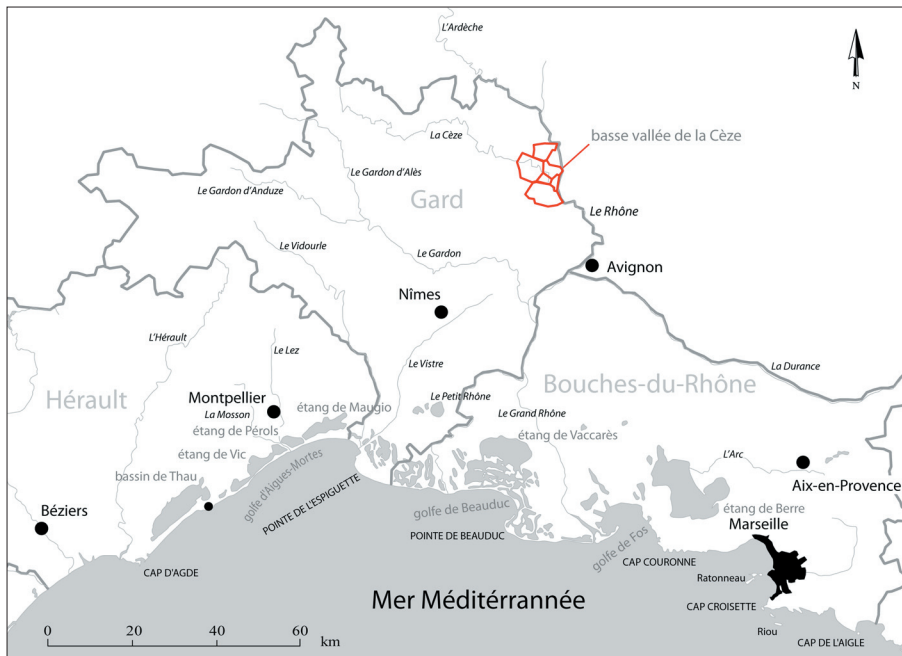 L'Ardèche
N
La Cèze
basse vallée de la Cèze
Le Gardon d'Alès
Le Gardon d'Anduze
Gard
Le Rhône
Le Vidourle
Le Gardon
Avignon
Nîmes
L'Hérault
Le Lez
Le Vistre
La Durance
Bouches-du-Rhône
Hérault
Montpellier
Le Petit Rhône
étang de Maugio
La Mosson
Le Grand Rhône
étang de Pérols
étang de Vaccarès
étang de Vic
L'Arc
bassin de Thau
golfe d'Aigues-Mortes
Aix-en-Provence
POINTE DE L'ESPIGUETTE
golfe de Beauduc
étang de Berre
Béziers
Marseille
POINTE DE BEAUDUC
golfe de Fos
CAP COURONNE
CAP D'AGDE
Ratonneau
Mer Méditérrannée
CAP CROISETTE
Riou
CAP DE L'AIGLE
0 20 40 60
km